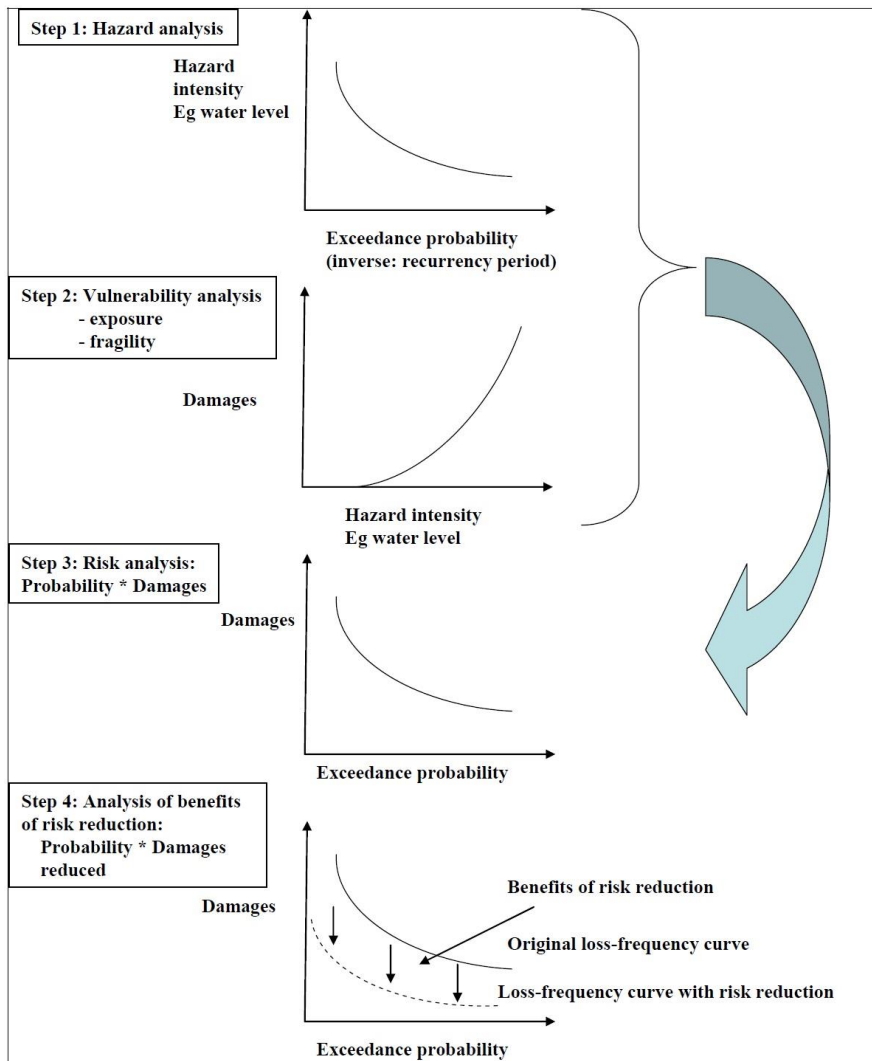 Step 1: Hazard analysis
Hazard
intensity
Eg water level
Exceedance probability
(inverse: recurrency period)
Step 2: Vulnerability analysis
- exposure
- fragility
Damages
Hazard intensity
Eg water level
Step 3: Risk analysis:
Probability * Damages
Damages
Exceedance probability
Step 4: Analysis of benefits
of risk reduction:
Probability * Damages
reduced
Damages
Benefits of risk reduction
Original loss-frequency curve
Loss-frequency curve with risk reduction
Exceedance probability